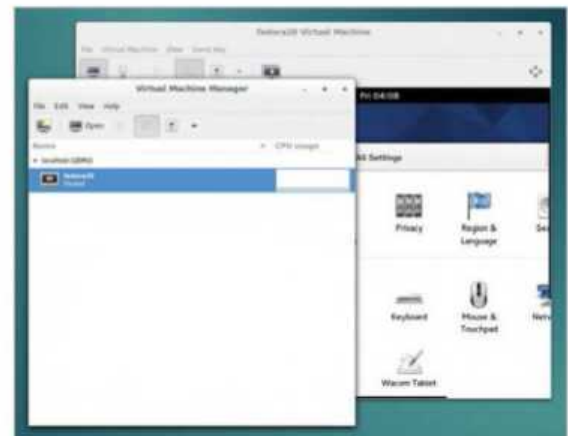 fedora20 Virtual Machine
File Virtual Machine View Send Key
Virtual Machine Manager
File Edit View Help
Open
Name
CPU usage
localhost (QEMU)
fedora20
Paused
Fri 04:08
All Settings
Privacy
Region &
Language
Keyboard
Mouse &
Touchpad
Wacom Tablet